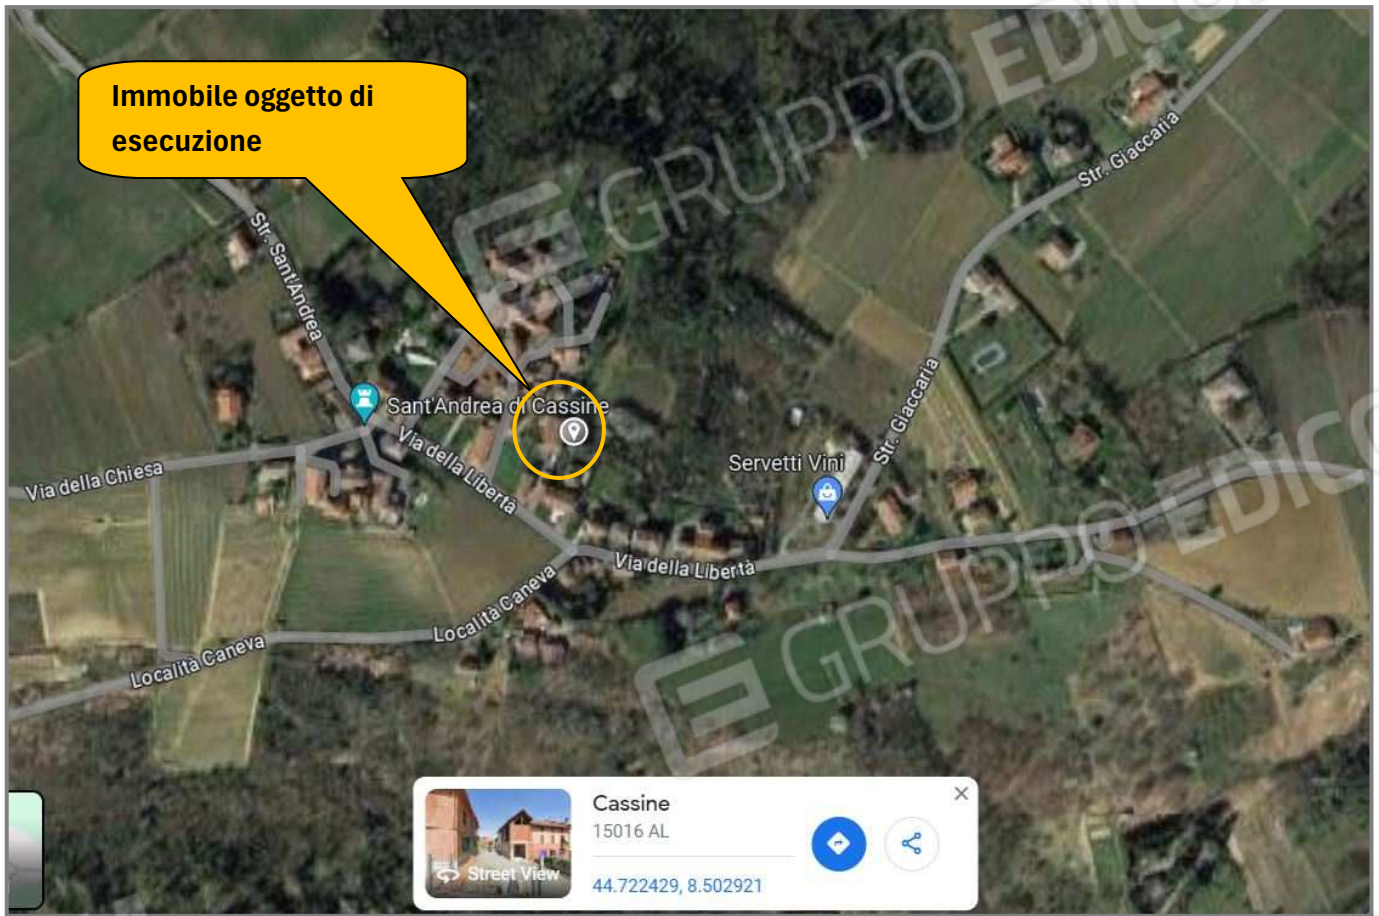 Immobile oggetto di
esecuzione
GRUPPO EDICO
Str. Giaccaria
Str. Sant'Andrea
Sant'Andrea di Cassine
Str. Giaccaria
Via della Libertà
Servetti Vini
Via della Chiesa
Via della Libertà
Località Caneva
Località Caneva
GRUPPO EDICO
Cassine
15016 AL
Street View
44.722429, 8.502921